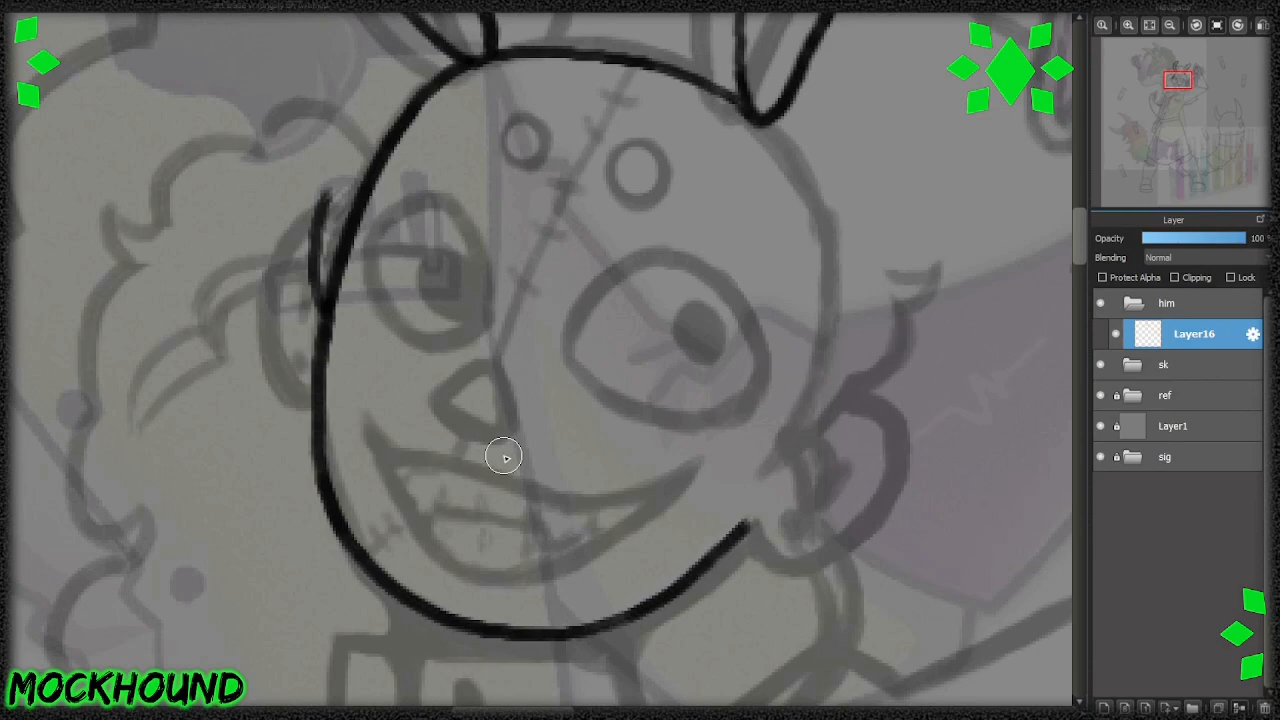 Layer
Opacity 100
Blending Normal
Protect Alpha Clipping Lock
him
Layer16
sk
ref
Layer1
sig
MOCKHOUND